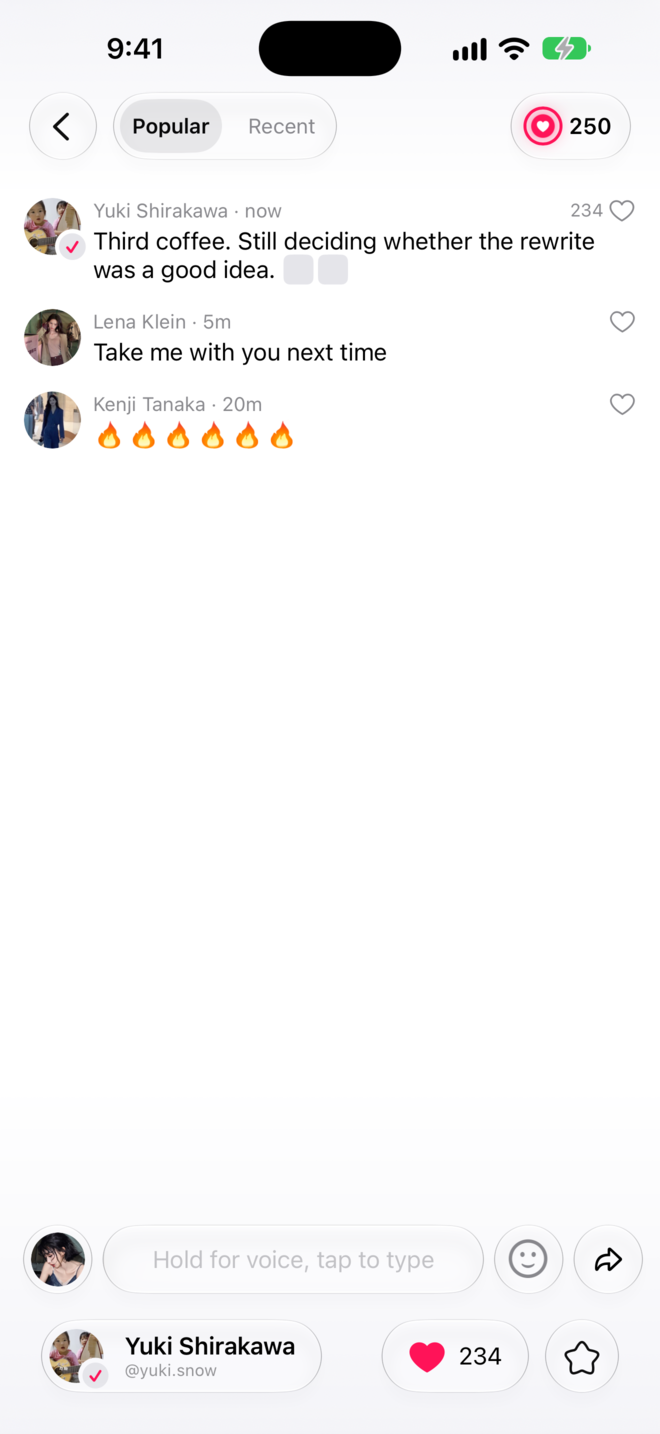 9:41
Popular
Recent
250
Yuki Shirakawa · now
234
Third coffee. Still deciding whether the rewrite
was a good idea.
Lena Klein · 5m
Take me with you next time
Kenji Tanaka · 20m
🔥🔥🔥🔥🔥🔥
Hold for voice, tap to type
Yuki Shirakawa
@yuki.snow
234